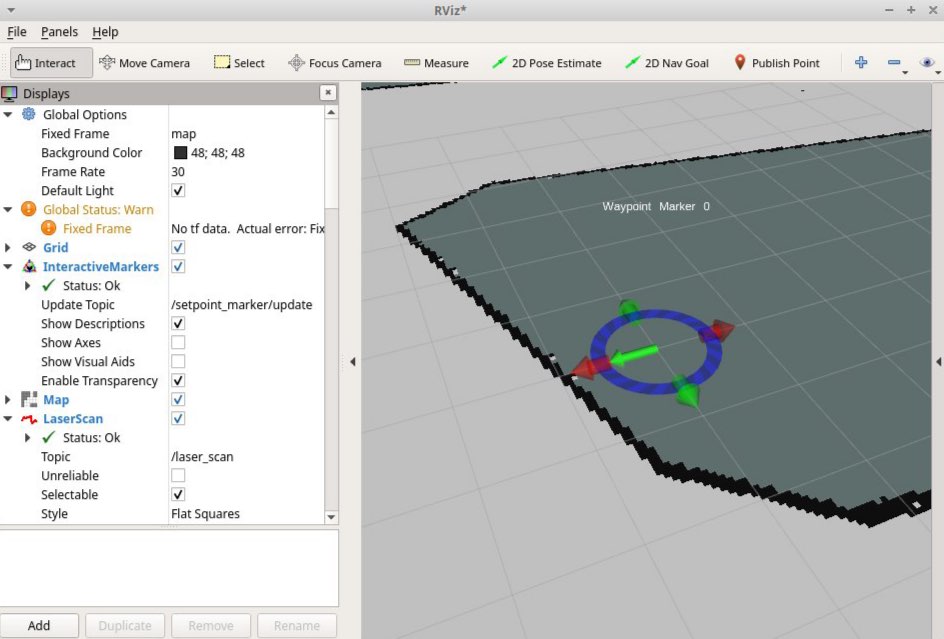 RViz*
File Panels Help
Interact Move Camera Select Focus Camera Measure 2D Pose Estimate 2D Nav Goal Publish Point
Displays
Global Options
Fixed Frame map
Background Color 48; 48; 48
Frame Rate 30
Default Light
Global Status: Warn
Fixed Frame No tf data. Actual error: Fix
Grid
InteractiveMarkers
Status: Ok
Update Topic /setpoint_marker/update
Show Descriptions
Show Axes
Show Visual Aids
Enable Transparency
Map
LaserScan
Status: Ok
Topic /laser_scan
Unreliable
Selectable
Style Flat Squares
Add Duplicate Remove Rename
Waypoint Marker 0